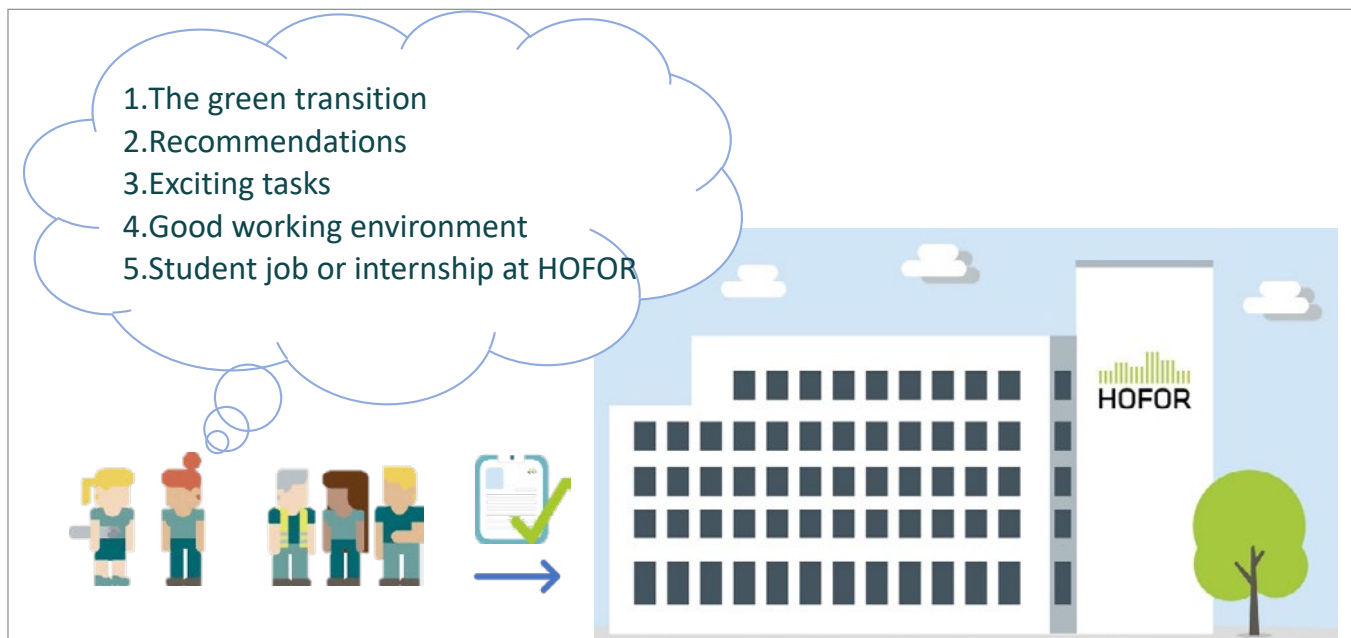 1.The green transition
2.Recommendations
3.Exciting tasks
4.Good working environment
5.Student job or internship at HOFOR
HOFOR